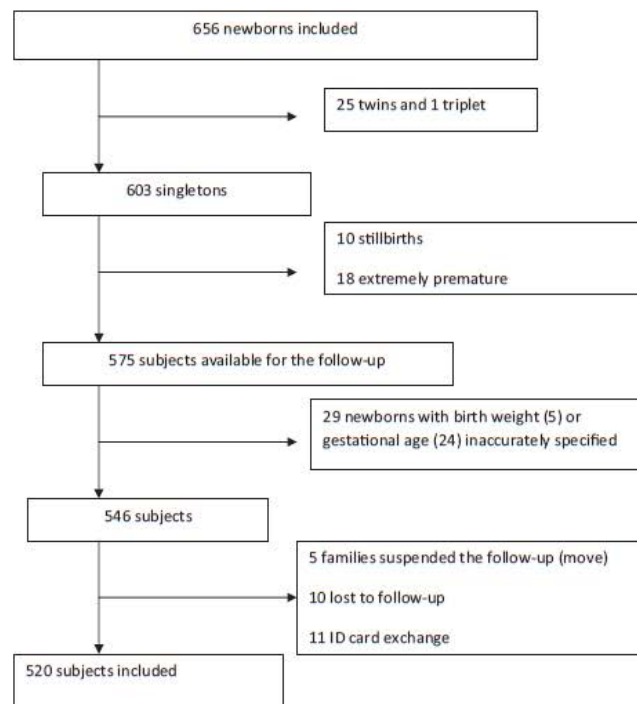 656 newborns included
25 twins and 1 triplet
603 singletons
10 stillbirths
18 extremely premature
575 subjects available for the follow-up
29 newborns with birth weight (5) or
gestational age (24) inaccurately specified
546 subjects
5 families suspended the follow-up (move)
10 lost to follow-up
11 ID card exchange
520 subjects included